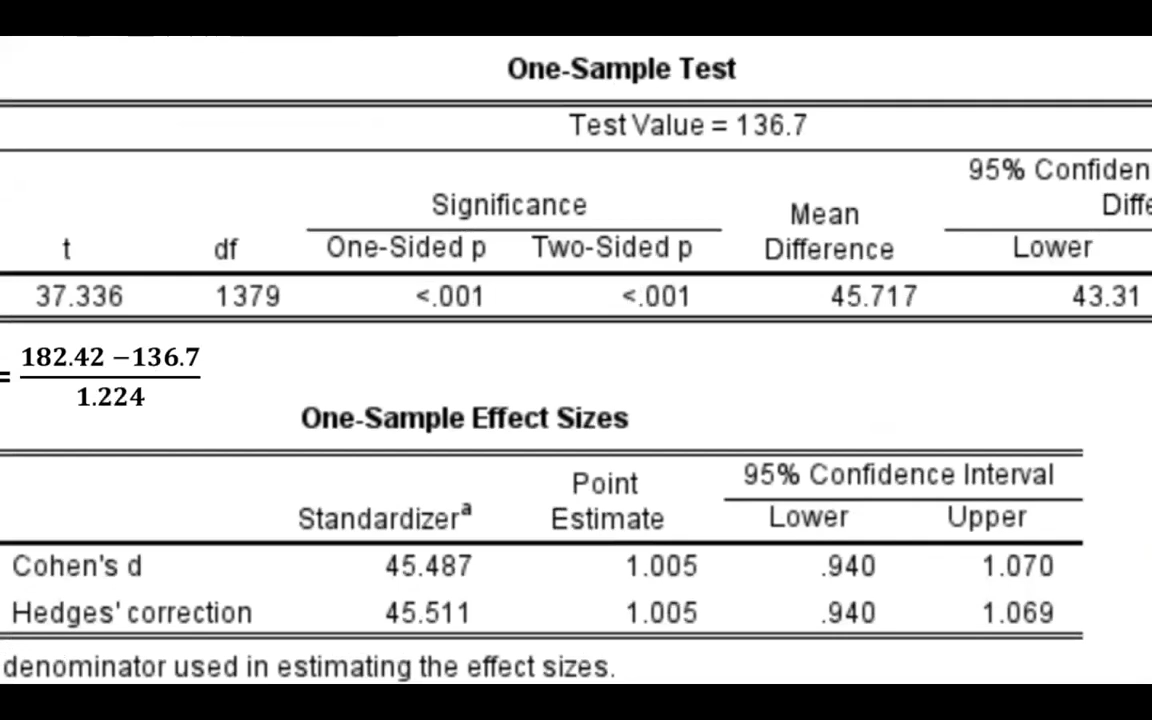 One-Sample Test
Test Value = 136.7
95% Confiden
Significance Mean Diffe
t df One-Sided p Two-Sided p Difference Lower
37.336 1379 <.001 <.001 45.717 43.31
= 182.42 −136.7
1.224
One-Sample Effect Sizes
Point 95% Confidence Interval
Standardizerª Estimate Lower Upper
Cohen's d 45.487 1.005 .940 1.070
Hedges' correction 45.511 1.005 .940 1.069
denominator used in estimating the effect sizes.